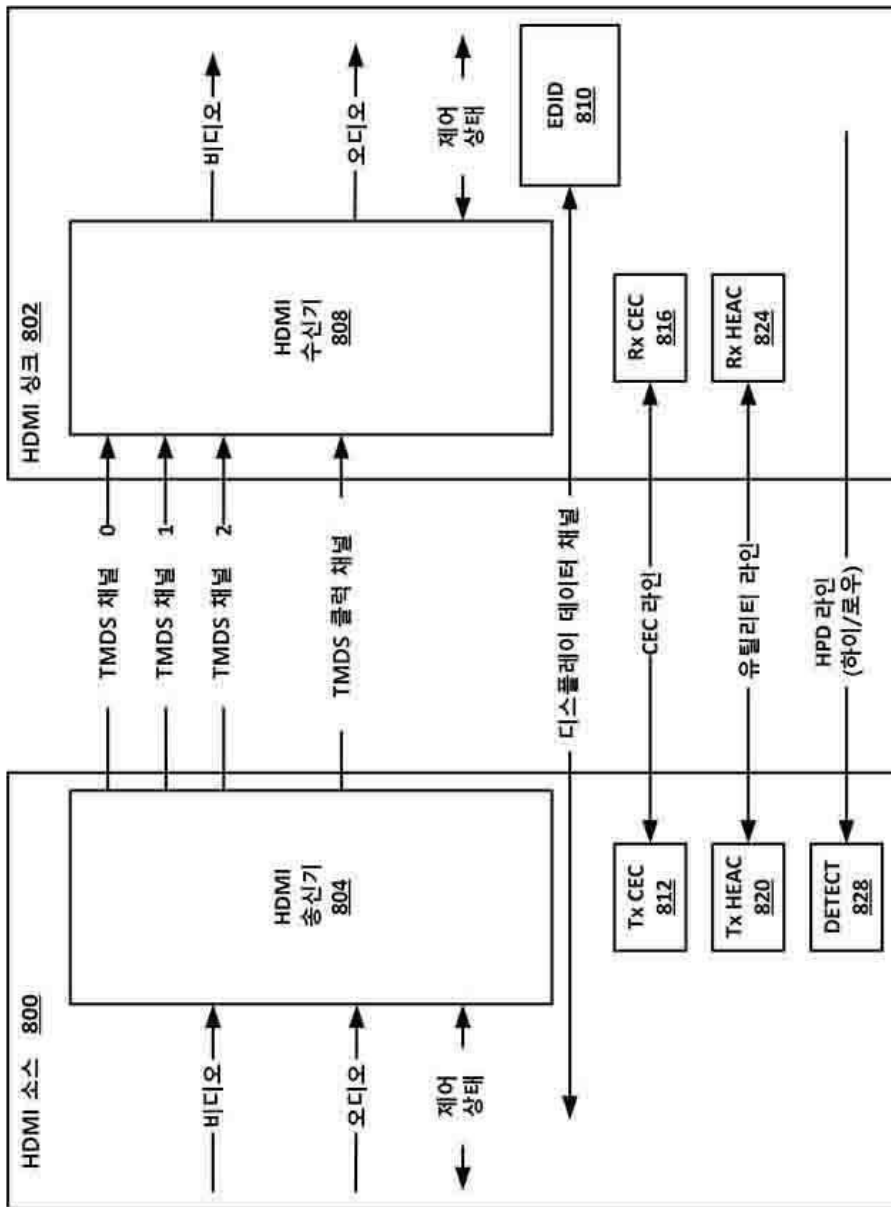 HDMI 소스 800
비디오
오디오
제어
상태
HDMI
송신기
804
Tx CEC
812
Tx HEAC
820
DETECT
828
TMDS 채널 0
TMDS 채널 1
TMDS 채널 2
TMDS 클럭 채널
디스플레이 데이터 채널
CEC 라인
유틸리티 라인
HPD 라인
(하이/로우)
HDMI 싱크 802
HDMI
수신기
808
비디오
오디오
제어
상태
EDID
810
Rx CEC
816
Rx HEAC
824